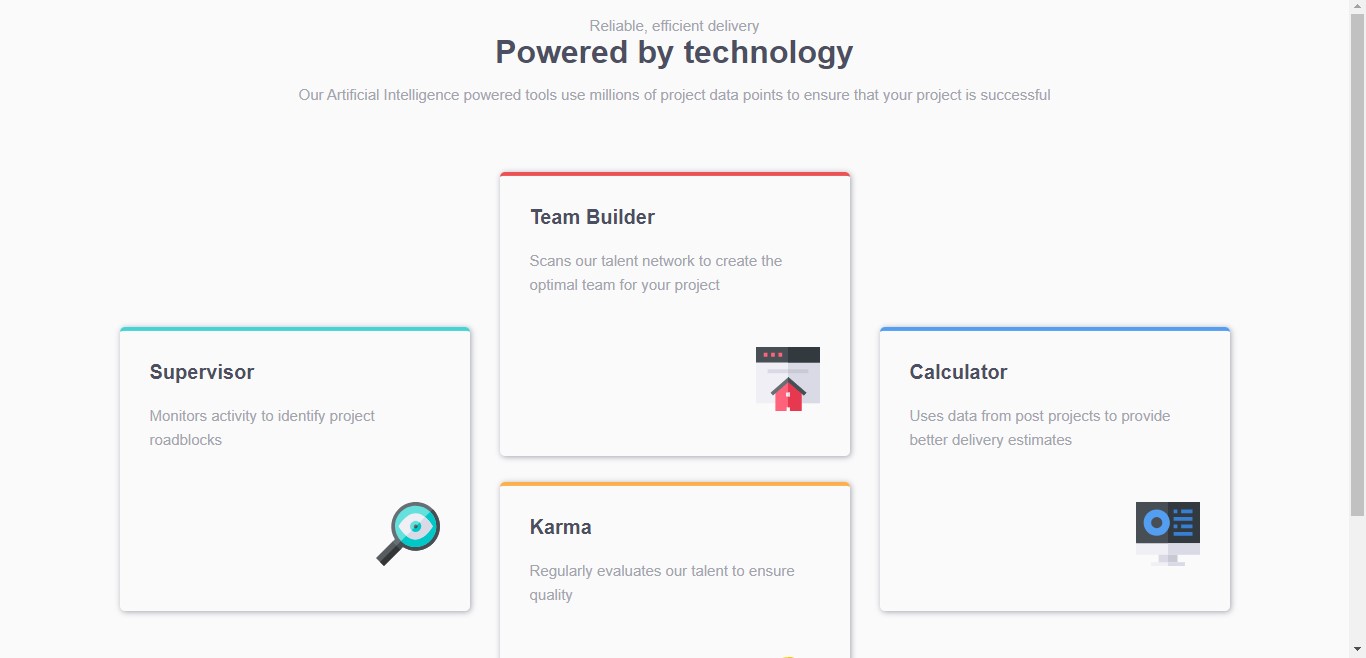 Reliable, efficient delivery
Powered by technology
Our Artificial Intelligence powered tools use millions of project data points to ensure that your project is successful
Team Builder
Scans our talent network to create the
optimal team for your project
Supervisor
Monitors activity to identify project
roadblocks
Calculator
Uses data from post projects to provide
better delivery estimates
Karma
Regularly evaluates our talent to ensure
quality